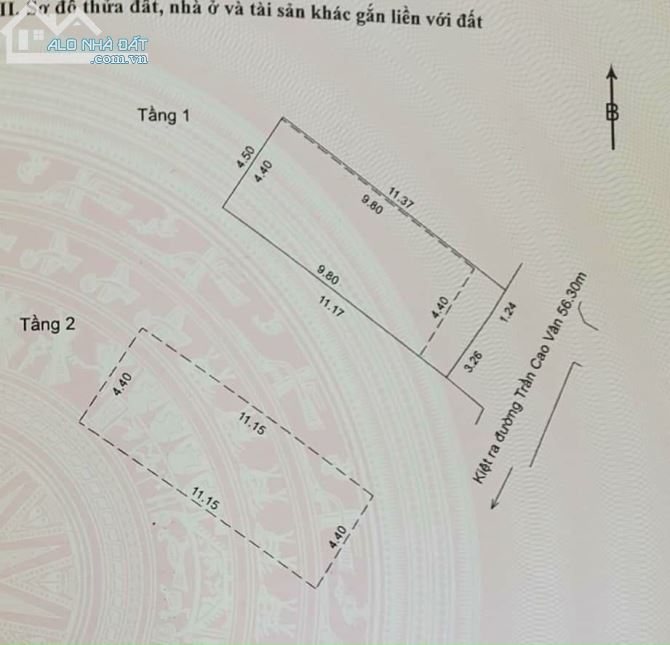 II. Sơ đồ thửa đất, nhà ở và tài sản khác gắn liền với đất
ALO NHÀ ĐẤT
.com.vn
Tầng 1
B
4.50
4.40
11.37
9.80
9.80
11.17
4.40
1.24
3.26
Kiệt ra đường Trần Cao Vân 56.30m
Tầng 2
4.40
11.15
11.15
4.40